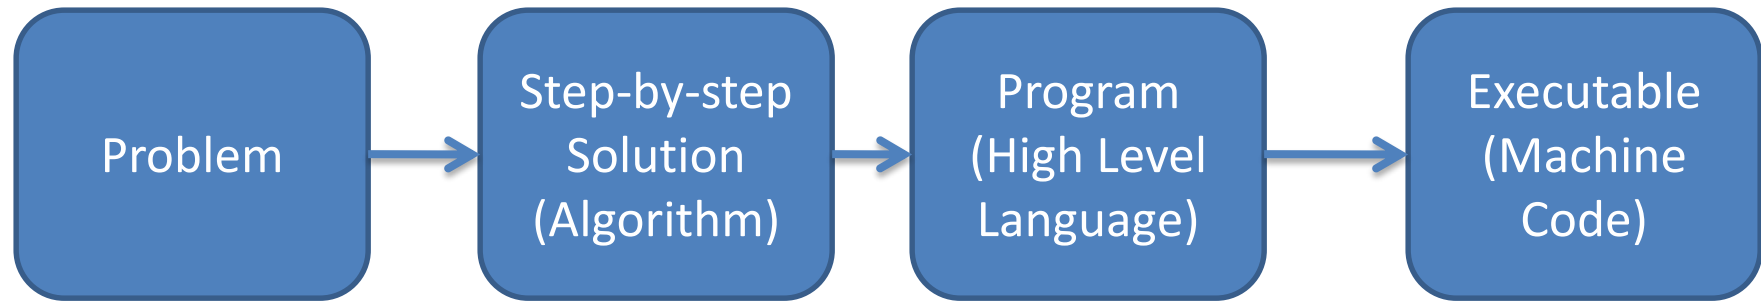 Problem
Step-by-step
Solution
(Algorithm)
Program
(High Level
Language)
Executable
(Machine
Code)